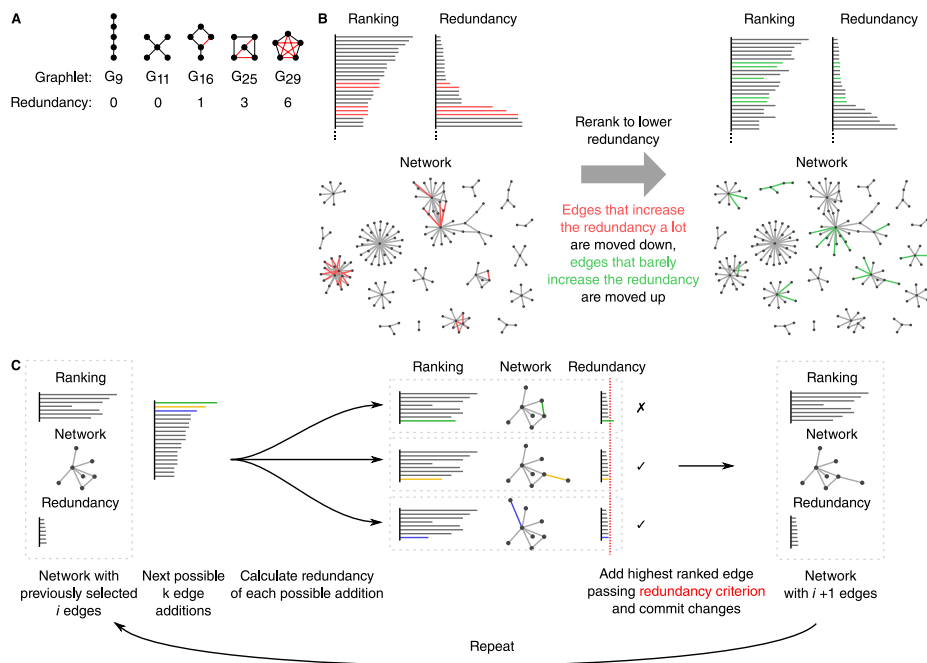 A
Graphlet: G9 G11 G16 G25 G29
Redundancy: 0 0 1 3 6
B
Ranking Redundancy
Network
Rerank to lower
redundancy
Edges that increase
the redundancy a lot
are moved down,
edges that barely
increase the redundancy
are moved up
Ranking Redundancy
Network
C
Ranking
Network
Redundancy
Network with
previously selected
i edges
Next possible
k edge
additions
Calculate redundancy
of each possible addition
Ranking Network Redundancy
✗
✓
✓
Add highest ranked edge
passing redundancy criterion
and commit changes
Ranking
Network
Redundancy
Network
with i +1 edges
Repeat